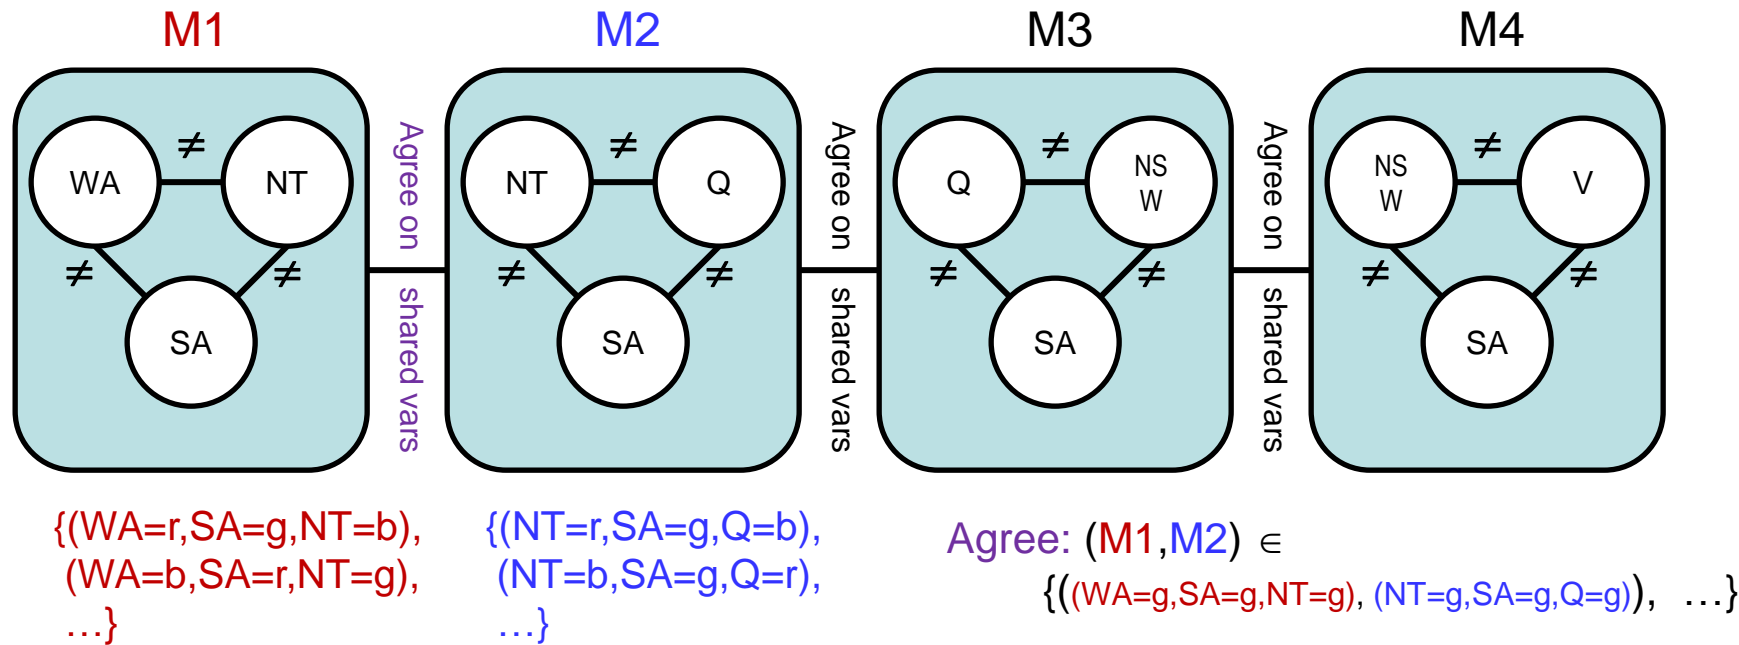 M1
M2
M3
M4
WA
≠
NT
≠
≠
SA
Agree on
shared vars
NT
≠
Q
≠
≠
SA
Agree on
shared vars
Q
≠
NS
W
≠
≠
SA
Agree on
shared vars
NS
W
≠
V
≠
≠
SA
{(WA=r,SA=g,NT=b),
(WA=b,SA=r,NT=g),
…}
{(NT=r,SA=g,Q=b),
(NT=b,SA=g,Q=r),
…}
Agree: (M1,M2) ∈
{((WA=g,SA=g,NT=g), (NT=g,SA=g,Q=g)), …}